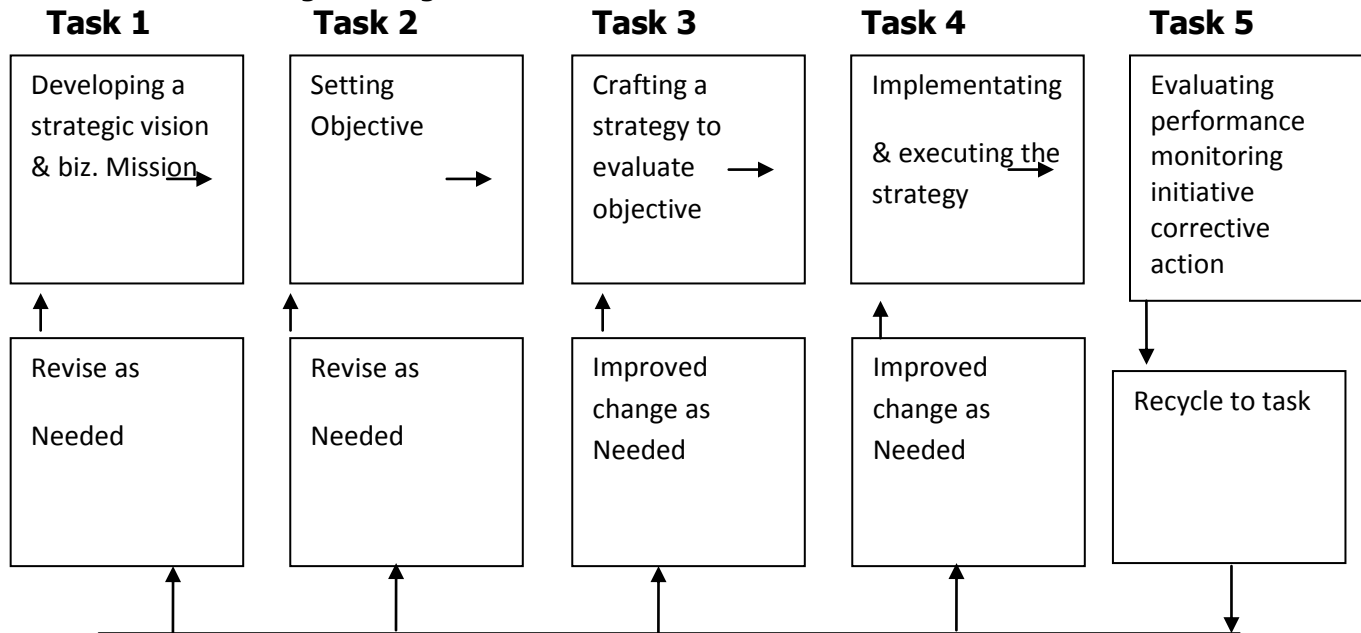 Task 1 Task 2 Task 3 Task 4 Task 5
Developing a
strategic vision
& biz. Mission
Setting
Objective
Crafting a
strategy to
evaluate
objective
Implementating
& executing the
strategy
Evaluating
performance
monitoring
initiative
corrective
action
Revise as
Needed
Revise as
Needed
Improved
change as
Needed
Improved
change as
Needed
Recycle to task